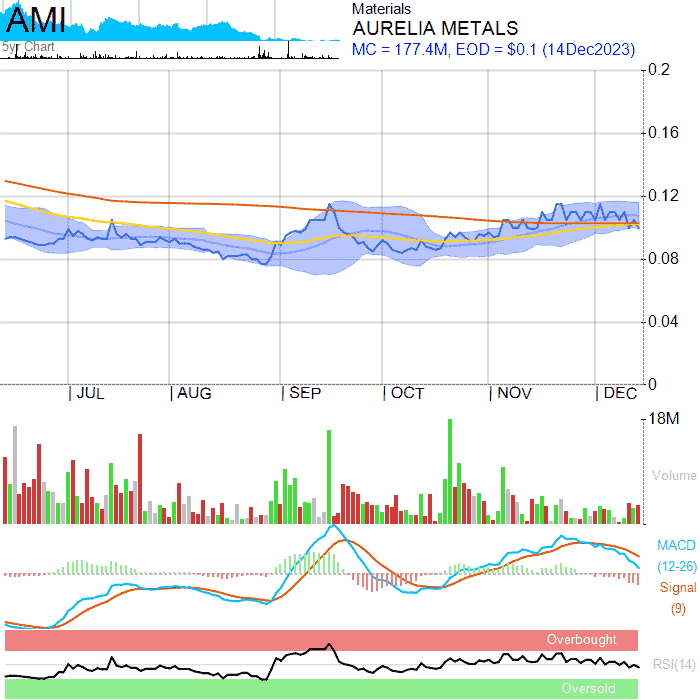 AMI
5yr Chart
Materials
AURELIA METALS
MC = 177.4M, EOD = $0.1 (14Dec2023)
0.2
0.16
0.12
0.08
0.04
0
JUL
AUG
SEP
OCT
NOV
DEC
18M
Volume
MACD
(12-26)
Signal
(9)
Overbought
RSI(14)
Oversold